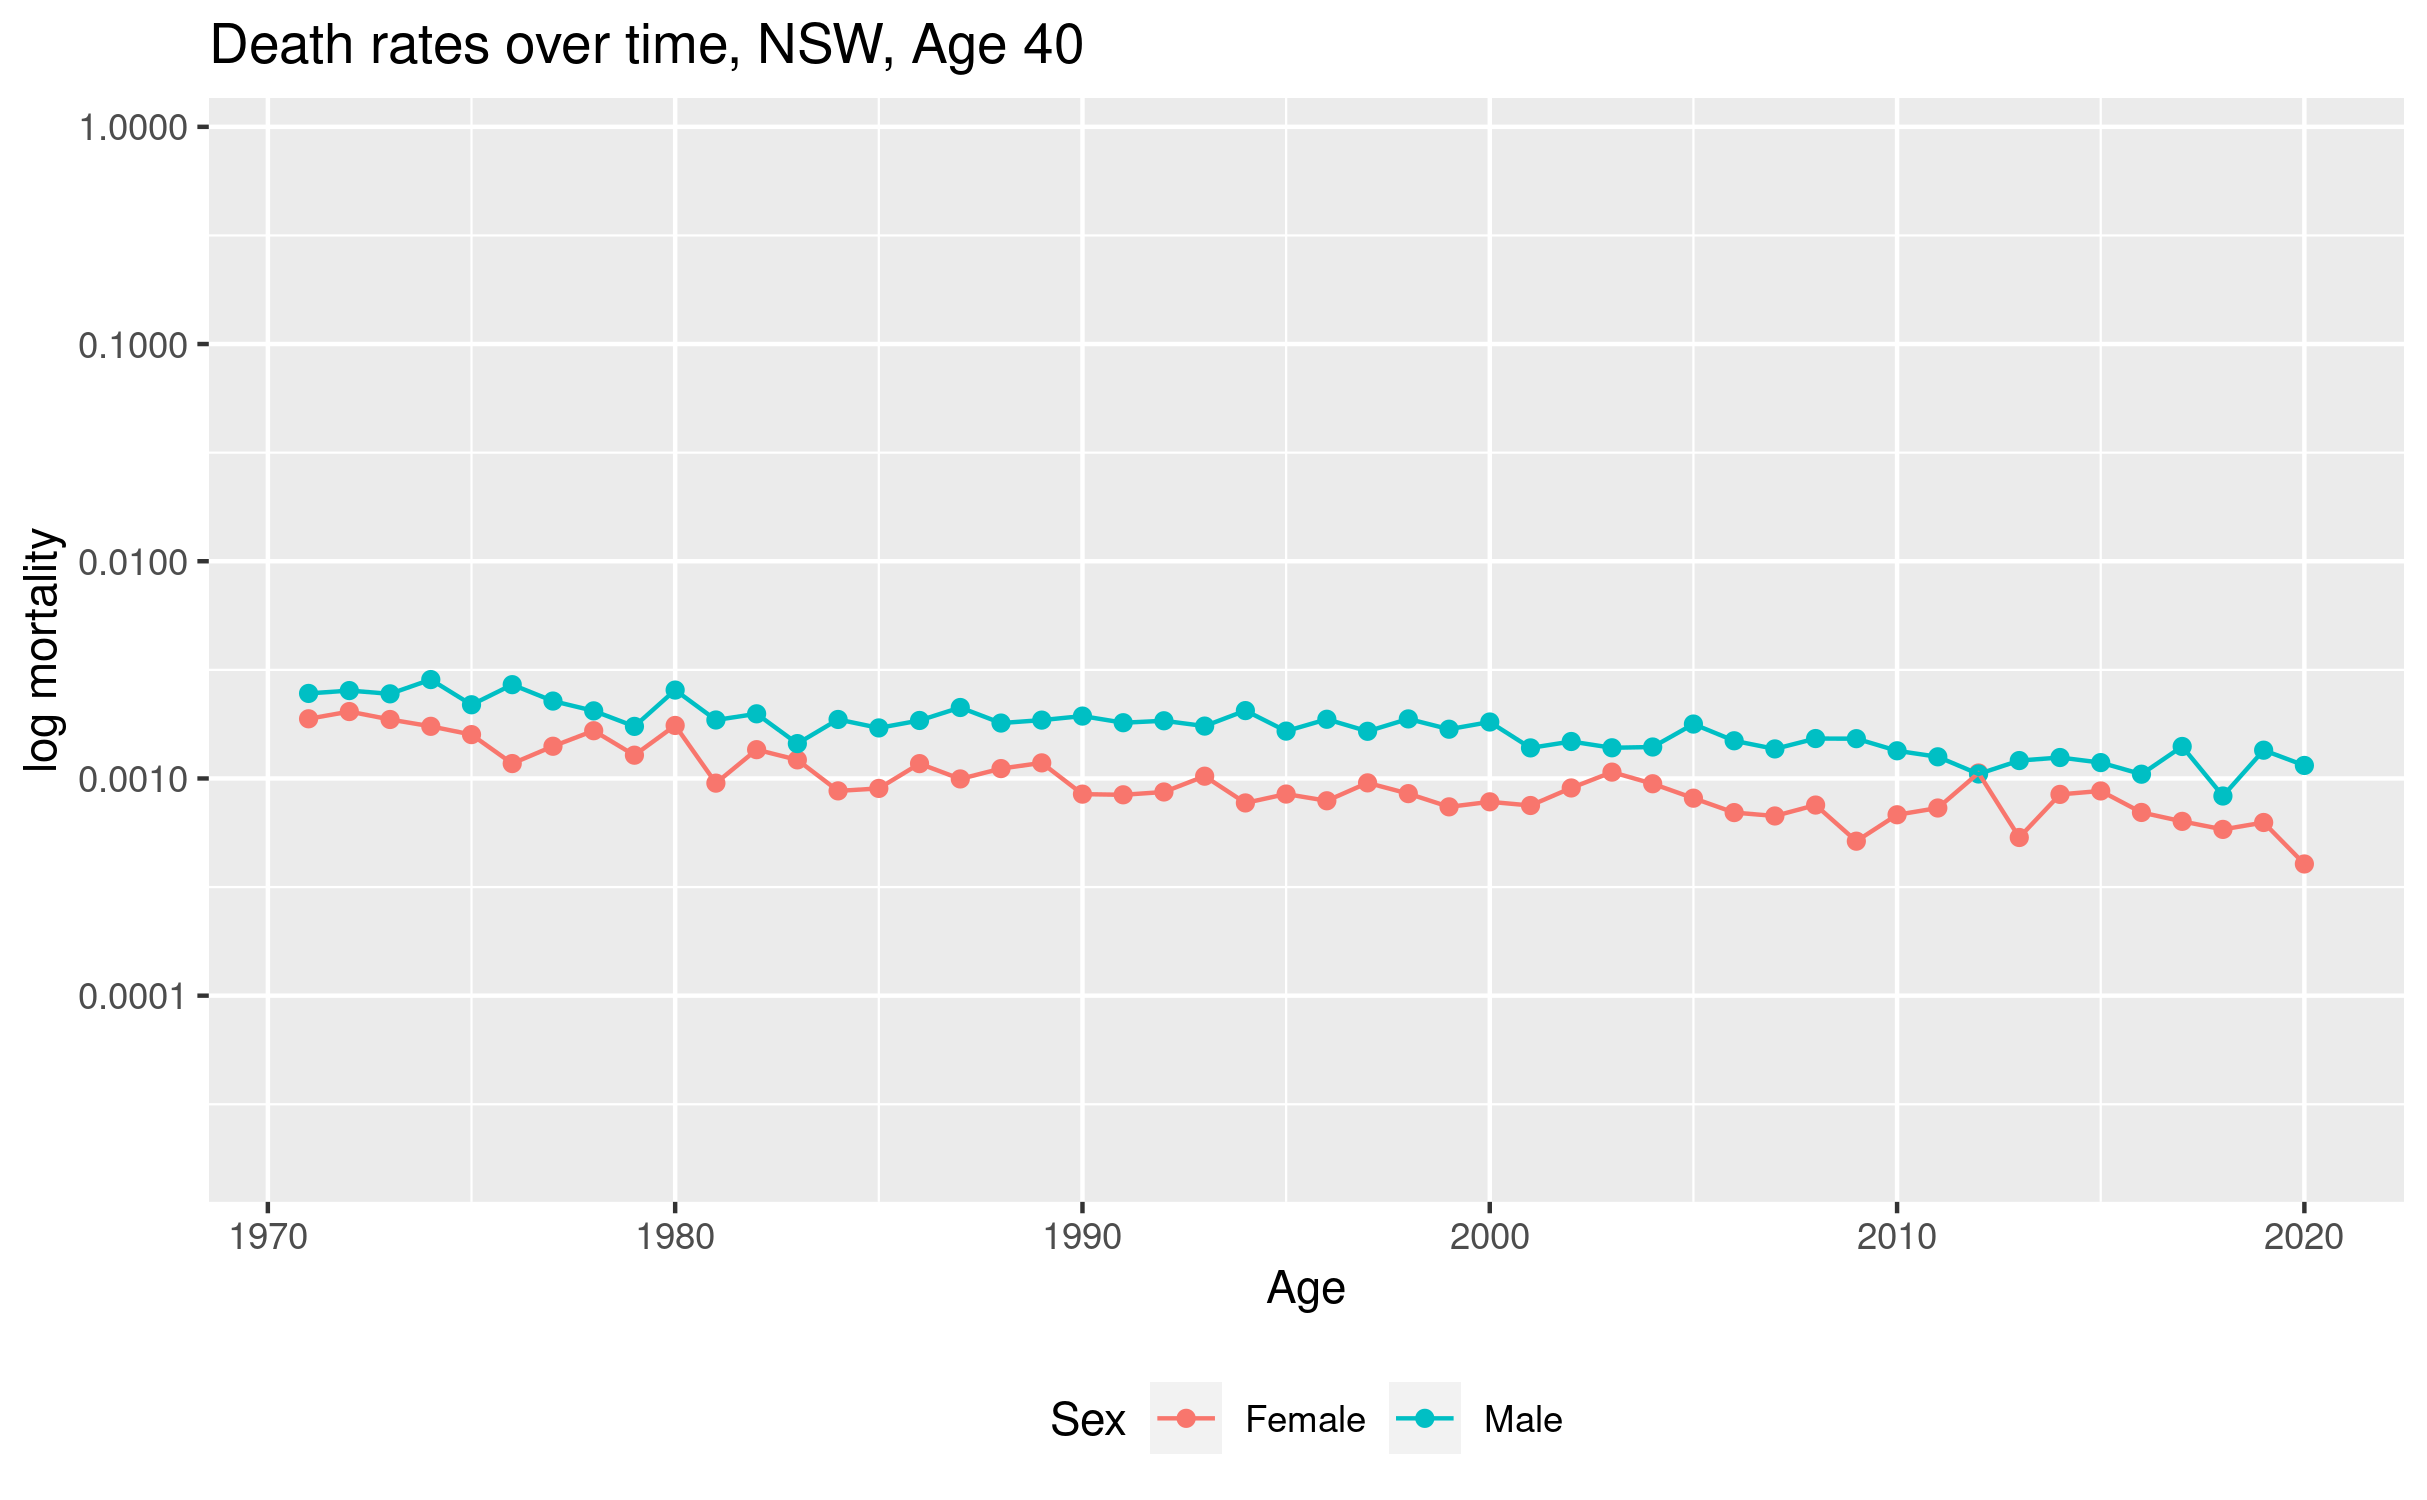 Death rates over time, NSW, Age 40
log mortality
1.0000
0.1000
0.0100
0.0010
0.0001
1970 1980 1990 2000 2010 2020
Age
Sex Female Male